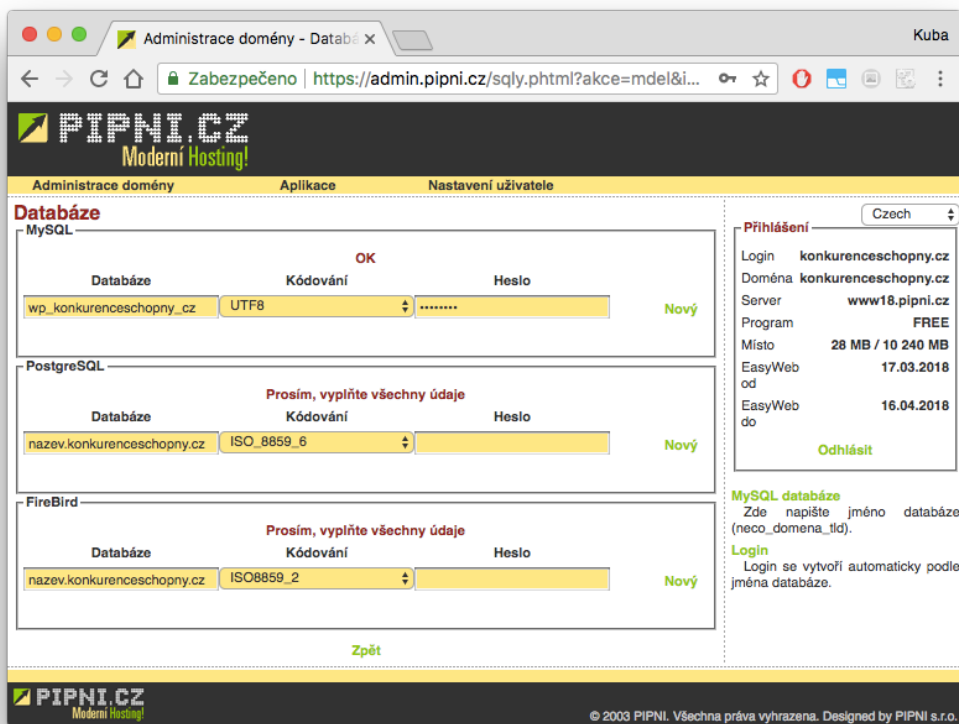 Administrace domény - Databá
Kuba
Zabezpečeno | https://admin.pipni.cz/sqly.phtml?akce=mdel&i...
PIPNI.CZ
Moderní Hosting!
Administrace domény Aplikace Nastavení uživatele
Databáze
MySQL
OK
Databáze Kódování Heslo
wp_konkurenceschopny_cz UTF8 •••••••• Nový
PostgreSQL
Prosím, vyplňte všechny údaje
Databáze Kódování Heslo
nazev.konkurenceschopny.cz ISO_8859_6 Nový
FireBird
Prosím, vyplňte všechny údaje
Databáze Kódování Heslo
nazev.konkurenceschopny.cz ISO8859_2 Nový
Zpět
Czech
Přihlášení
Login konkurenceschopny.cz
Doména konkurenceschopny.cz
Server www18.pipni.cz
Program FREE
Místo 28 MB / 10 240 MB
EasyWeb od 17.03.2018
EasyWeb do 16.04.2018
Odhlásit
MySQL databáze
Zde napište jméno databáze
(neco_domena_tld).
Login
Login se vytvoří automaticky podle
jména databáze.
PIPNI.CZ
Moderní Hosting!
© 2003 PIPNI. Všechna práva vyhrazena. Designed by PIPNI s.r.o.